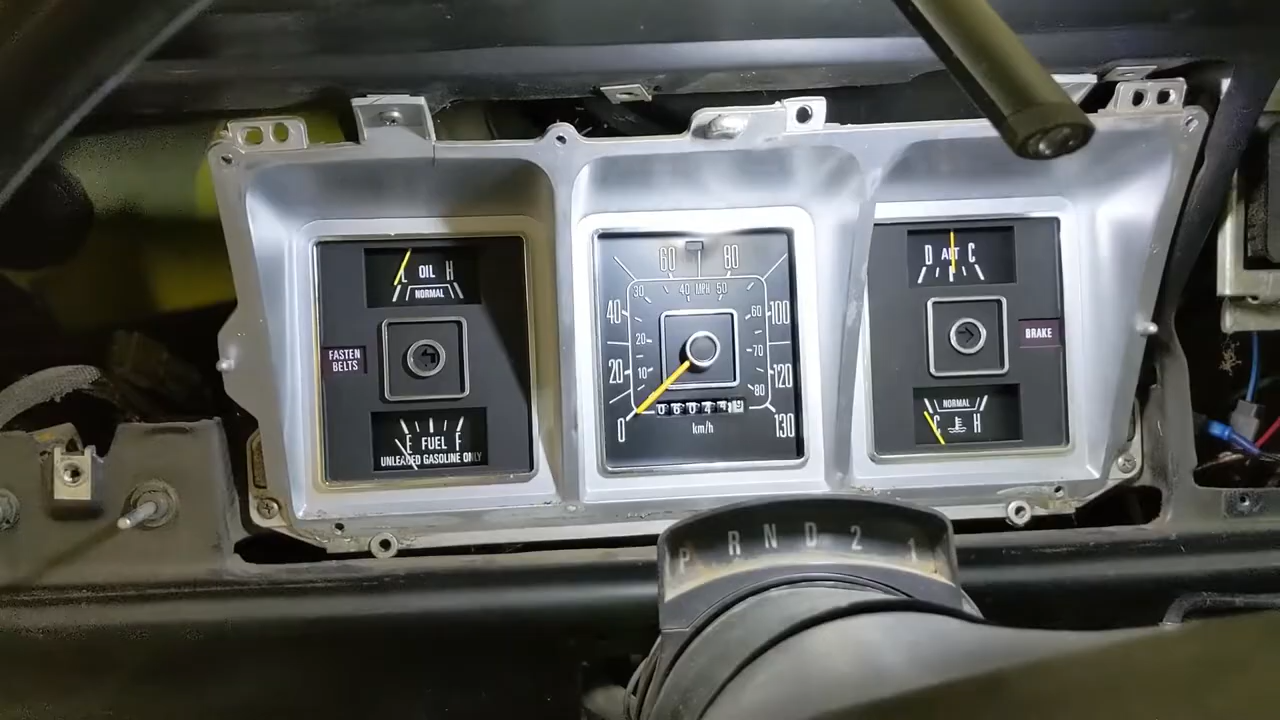 L OIL H
NORMAL
FASTEN
BELTS
E FUEL F
UNLEADED GASOLINE ONLY
60 80
30 40 MPH 50
40 60 100
20 70
20 10 80 120
0 130
km/h
D ALT C
BRAKE
NORMAL
C H
P R N D 2 1